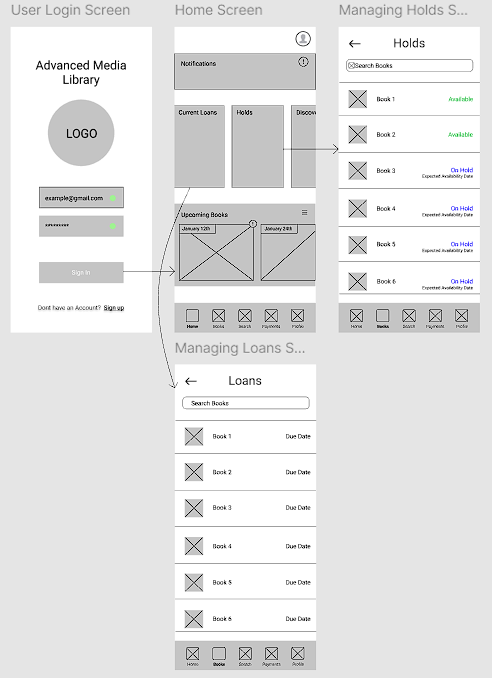 User Login Screen
Advanced Media
Library
LOGO
example@gmail.com
*********
Sign In
Dont have an Account? Sign up
Home Screen
Notifications
Current Loans
Holds
Discove
Upcoming Books
January 12th
January 24th
Home
Books
Search
Payments
Profile
Managing Holds S...
Holds
Search Books
Book 1
Available
Book 2
Available
Book 3
On Hold
Expected Availability Date
Book 4
On Hold
Expected Availability Date
Book 5
On Hold
Expected Availability Date
Book 6
On Hold
Expected Availability Date
Home
Books
Search
Payments
Profile
Managing Loans S...
Loans
Search Books
Book 1
Due Date
Book 2
Due Date
Book 3
Due Date
Book 4
Due Date
Book 5
Due Date
Book 6
Due Date
Home
Books
Search
Payments
Profile